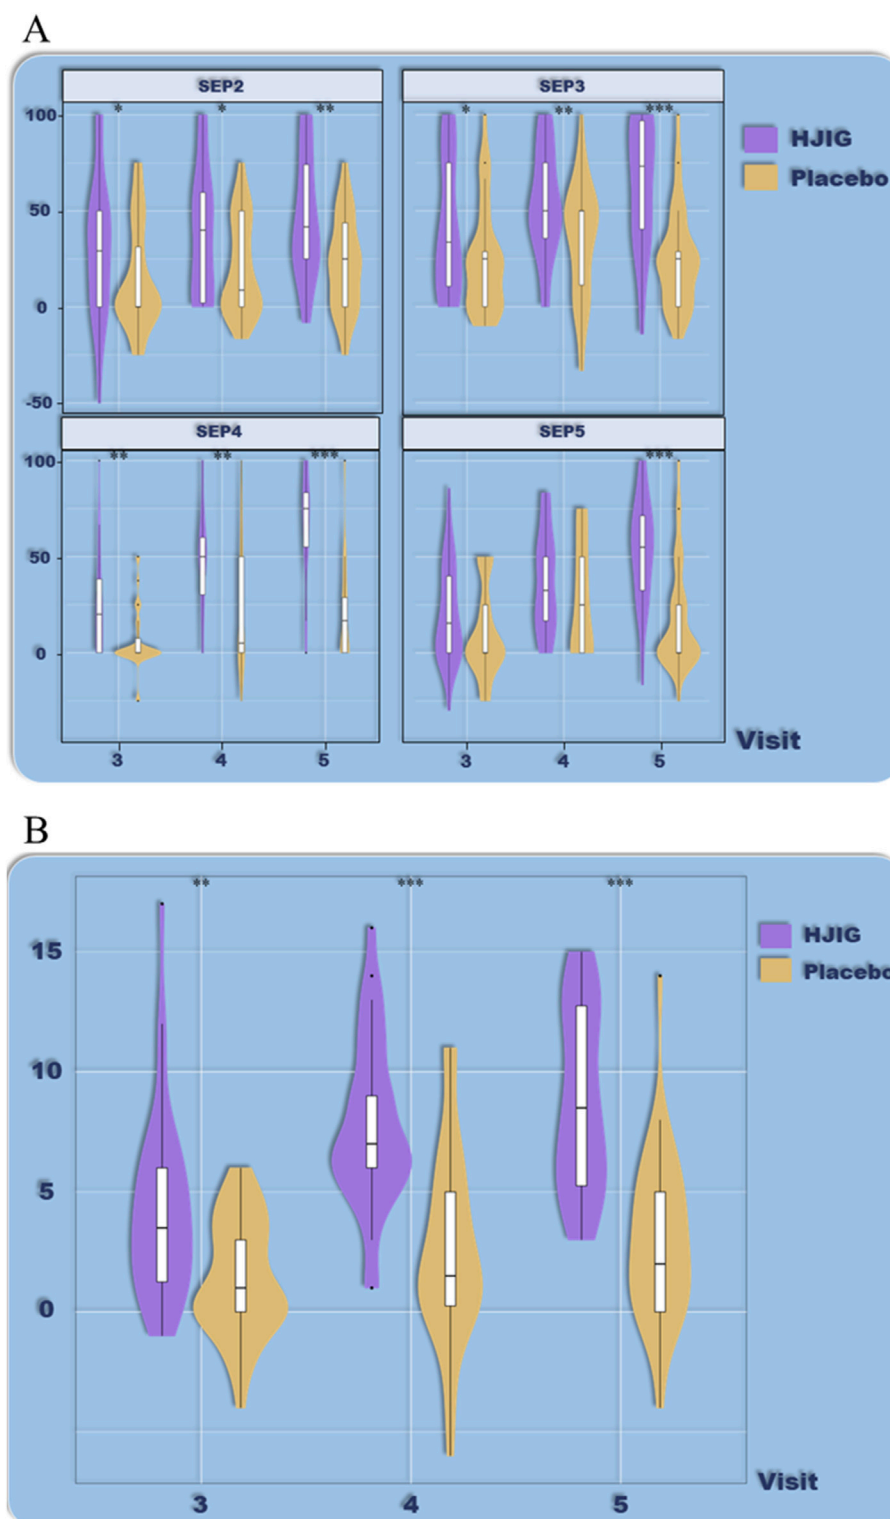 A
SEP2 SEP3
* * ** * ** ***
100
50
0
-50
HJIG
Placebo
SEP4 SEP5
** ** *** ***
100
50
0
3 4 5 3 4 5
Visit
B
** *** ***
15
10
5
0
HJIG
Placebo
3 4 5
Visit